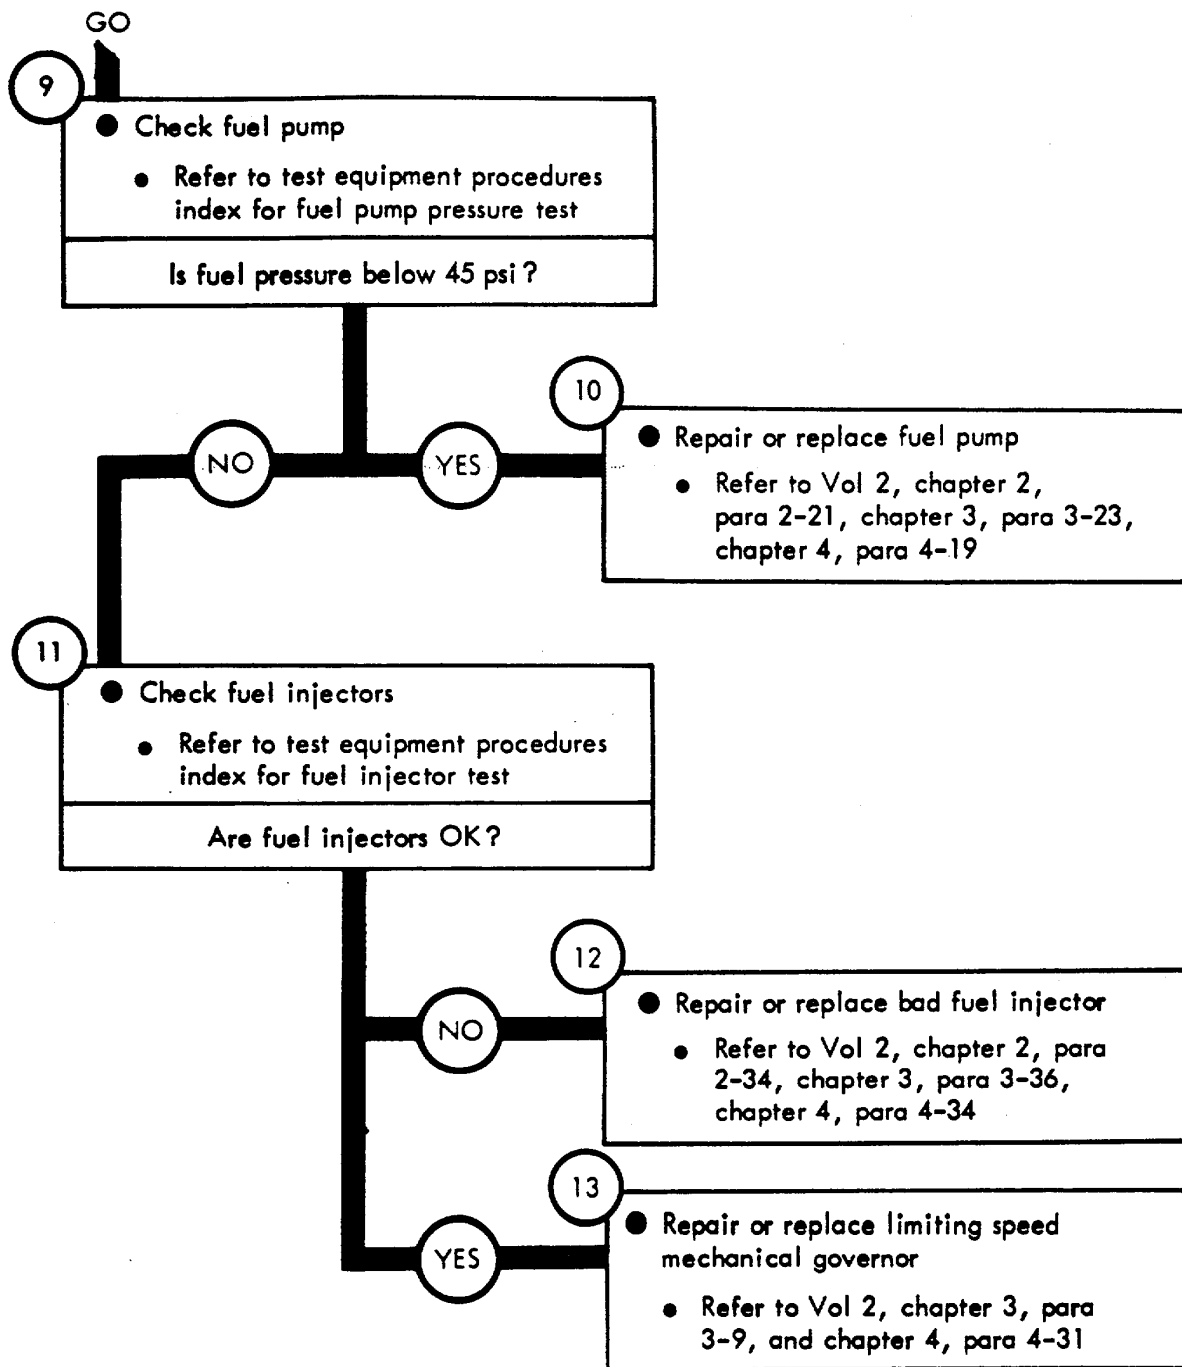 GO
9
● Check fuel pump
● Refer to test equipment procedures
index for fuel pump pressure test
Is fuel pressure below 45 psi?
NO
YES
10
● Repair or replace fuel pump
● Refer to Vol 2, chapter 2,
para 2-21, chapter 3, para 3-23,
chapter 4, para 4-19
11
● Check fuel injectors
● Refer to test equipment procedures
index for fuel injector test
Are fuel injectors OK?
NO
12
● Repair or replace bad fuel injector
● Refer to Vol 2, chapter 2, para
2-34, chapter 3, para 3-36,
chapter 4, para 4-34
YES
13
● Repair or replace limiting speed
mechanical governor
● Refer to Vol 2, chapter 3, para
3-9, and chapter 4, para 4-31